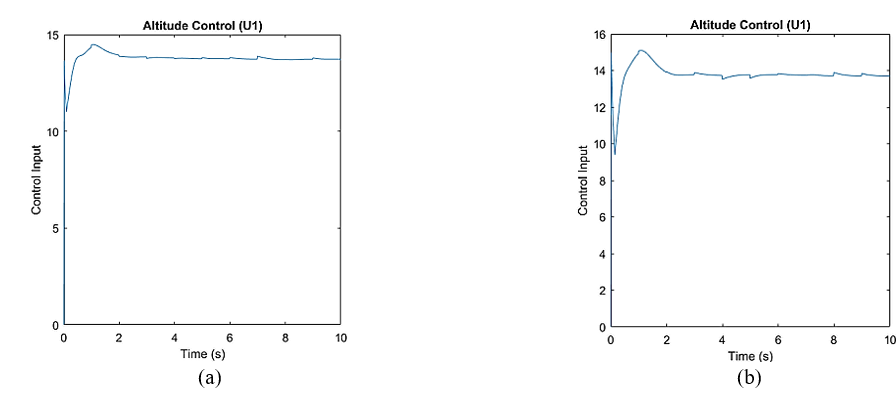 Altitude Control (U1)
15
10
5
0
Control Input
0 2 4 6 8 10
Time (s)
(a)
Altitude Control (U1)
16
14
12
10
8
6
4
2
0
Control Input
0 2 4 6 8 10
Time (s)
(b)